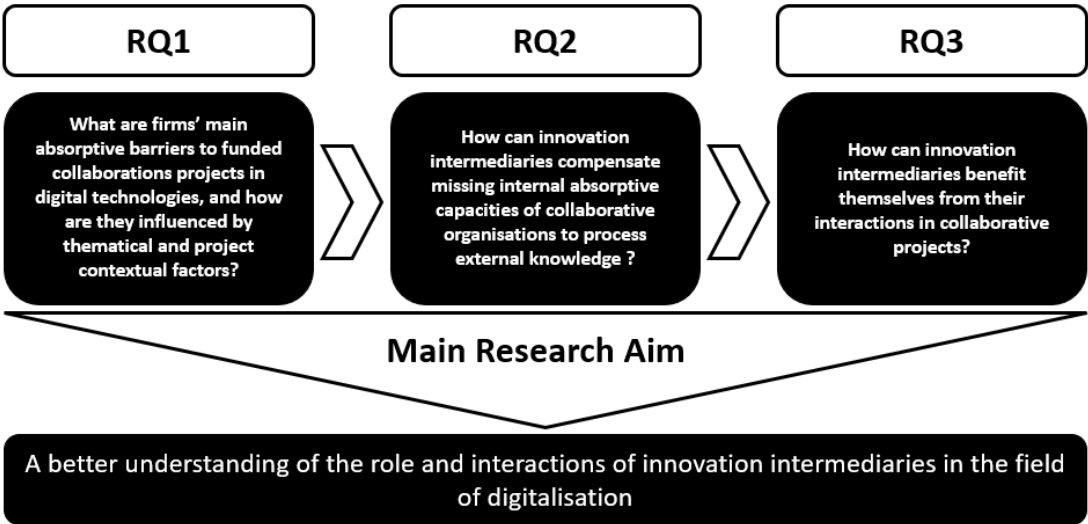 RQ1
What are firms' main
absorptive barriers to funded
collaborations projects in
digital technologies, and how
are they influenced by
thematical and project
contextual factors?
RQ2
How can innovation
intermediaries compensate
missing internal absorptive
capacities of collaborative
organisations to process
external knowledge ?
RQ3
How can innovation
intermediaries benefit
themselves from their
interactions in collaborative
projects?
Main Research Aim
A better understanding of the role and interactions of innovation intermediaries in the field
of digitalisation